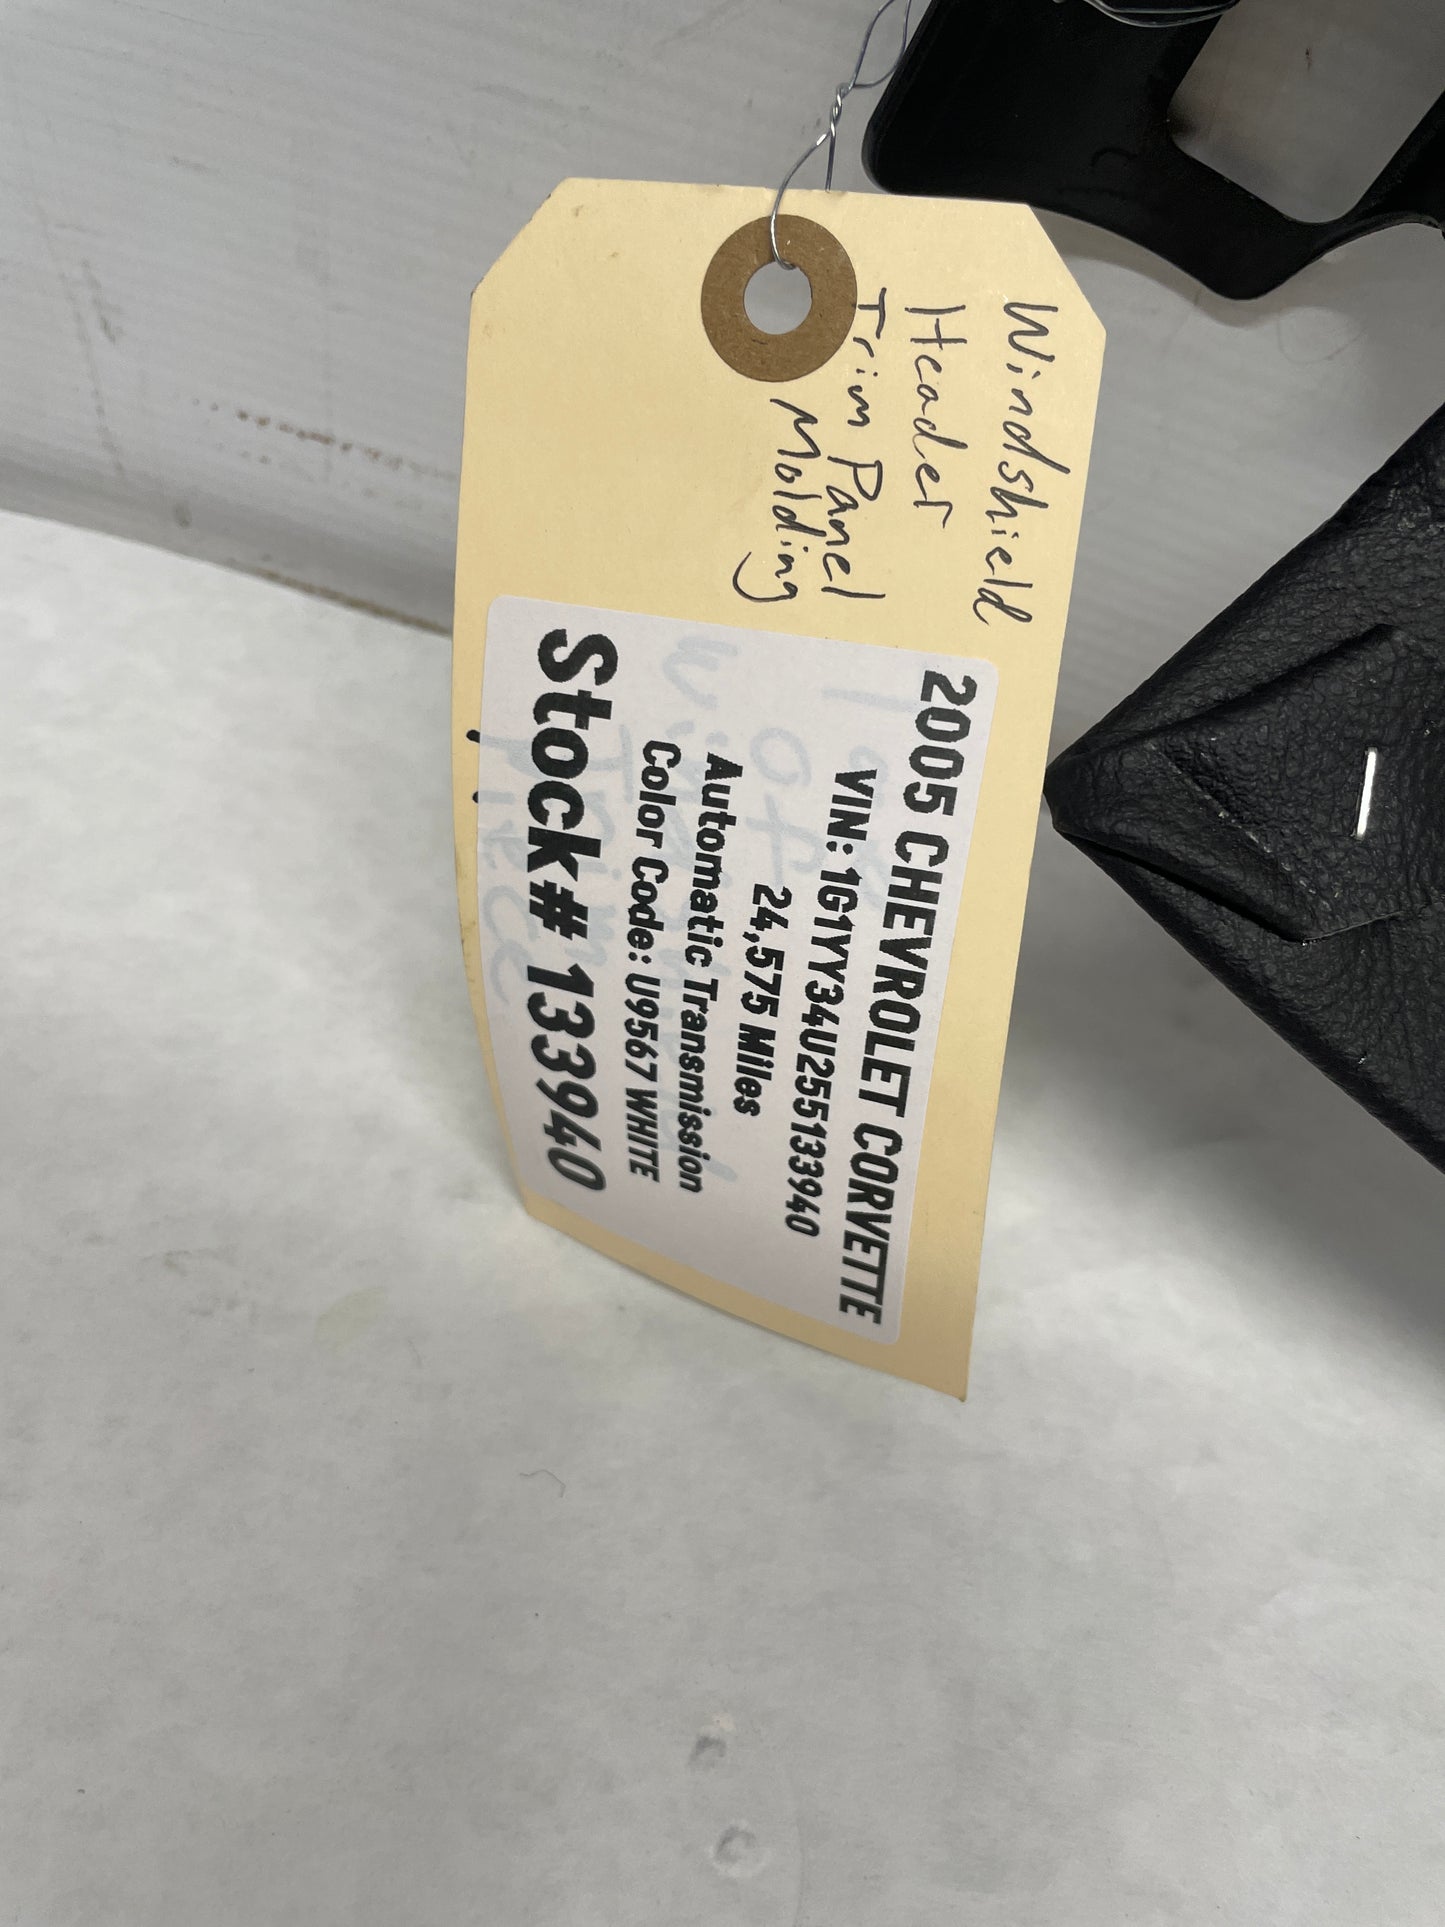 Windshield
Header
Trim Panel
Molding
2005 CHEVROLET CORVETTE
VIN: 1G1YY34U255133940
24,575 Miles
Automatic Transmission
Color Code: U9567 WHITE
Stock# 133940